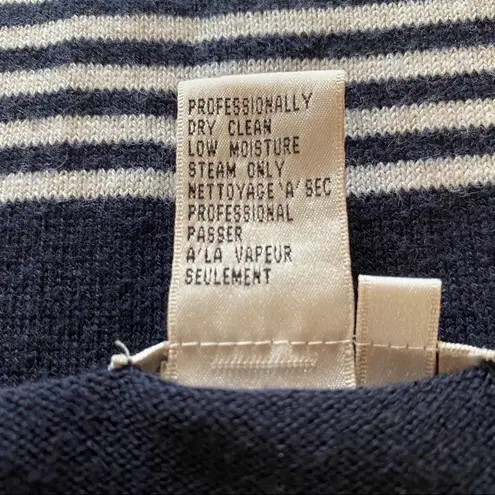 PROFESSIONALLY
DRY CLEAN
LOW MOISTURE
STEAM ONLY
NETTOYAGE'A'SEC
PROFESSIONAL
PASSER
A'LA VAPEUR
SEULEMENT